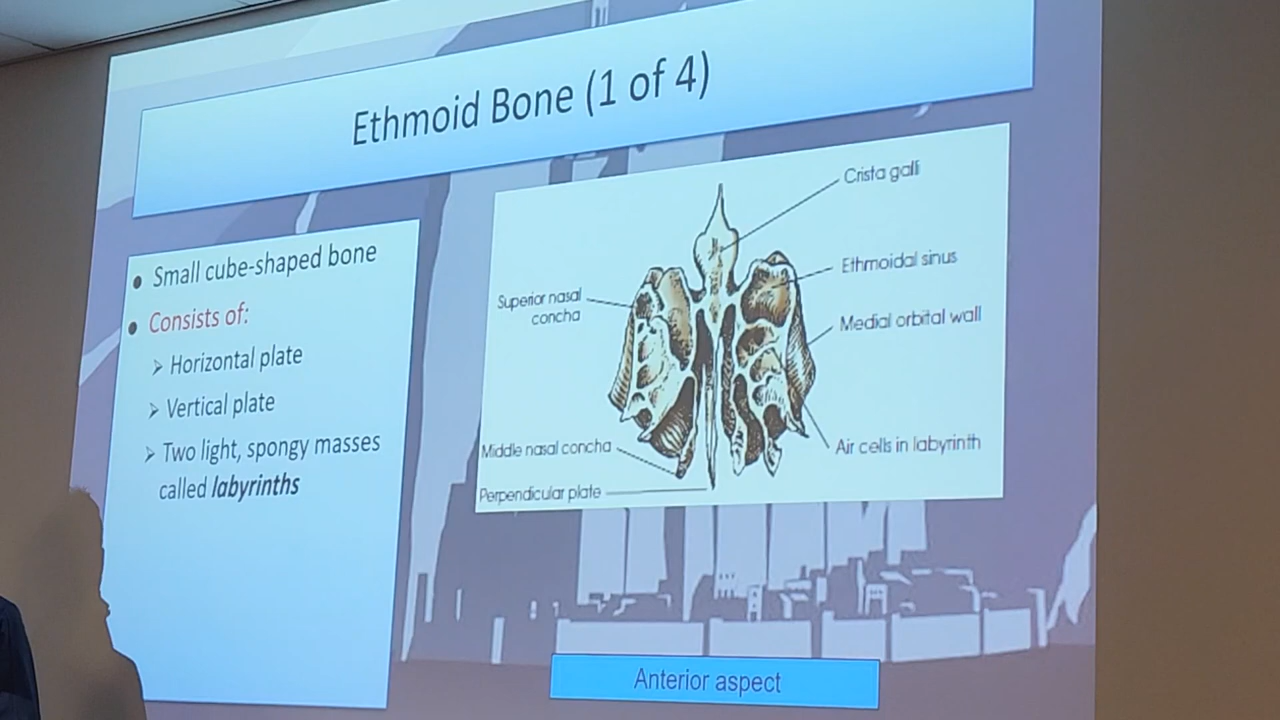 Ethmoid Bone (1 of 4)
Small cube-shaped bone
Consists of:
Horizontal plate
Vertical plate
Two light, spongy masses
called labyrinths
Crista galli
Ethmoidal sinus
Superior nasal
concha
Medial orbital wall
Middle nasal concha
Air cells in labyrinth
Perpendicular plate
Anterior aspect